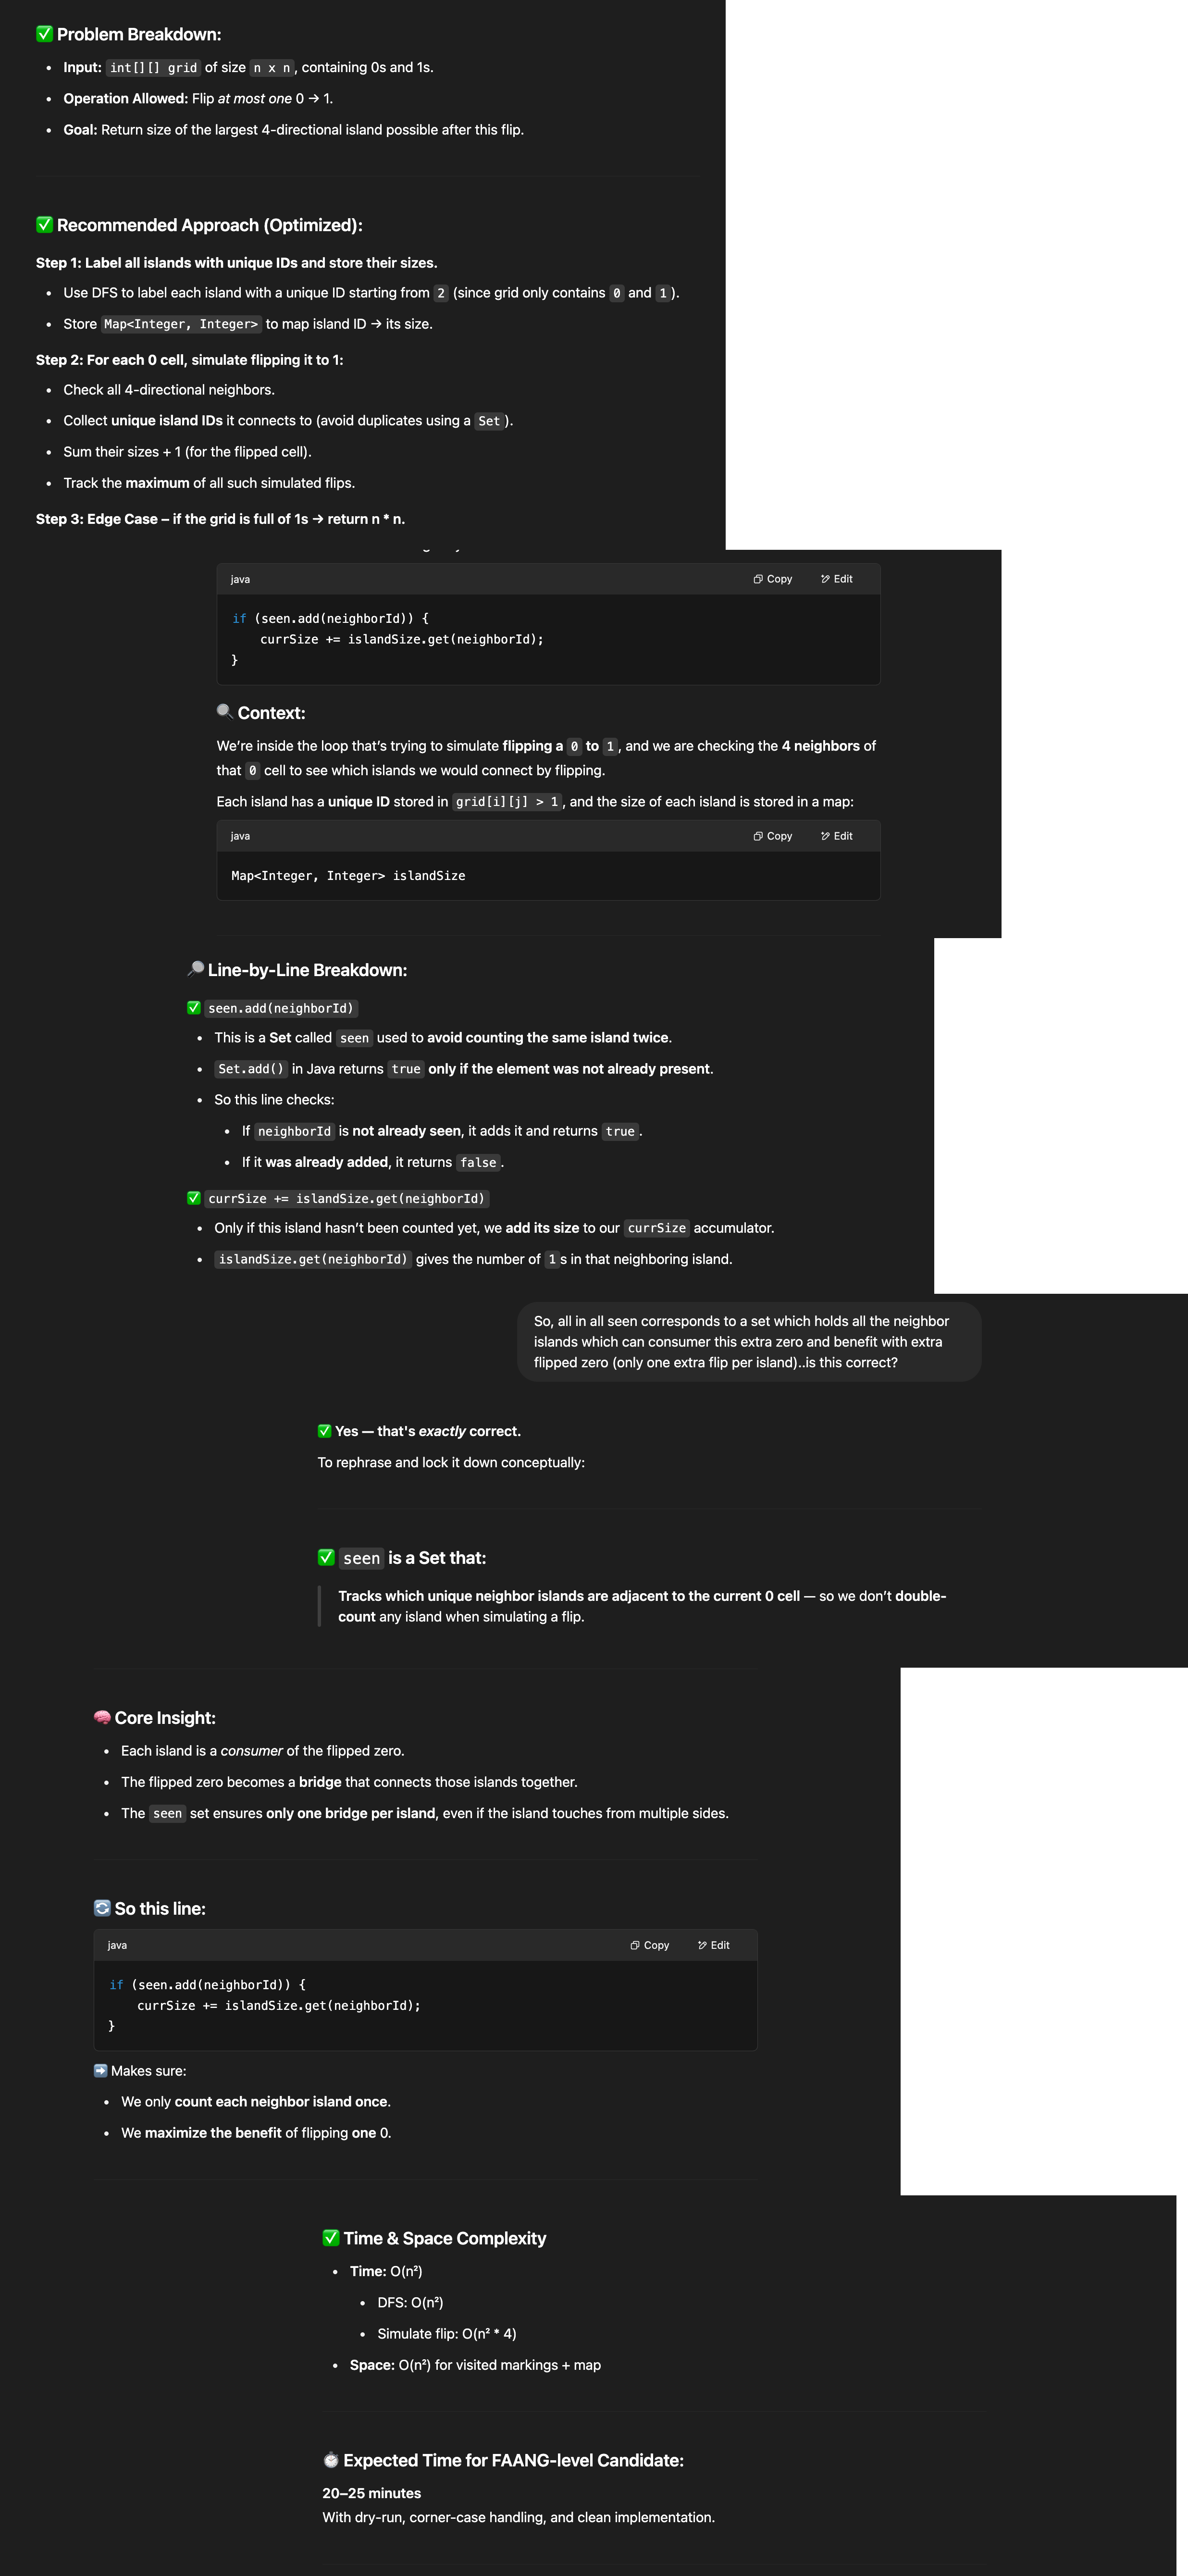 ✅ Problem Breakdown:
• Input: int[][] grid of size n x n, containing 0s and 1s.
• Operation Allowed: Flip at most one 0 → 1.
• Goal: Return size of the largest 4-directional island possible after this flip.
✅ Recommended Approach (Optimized):
Step 1: Label all islands with unique IDs and store their sizes.
• Use DFS to label each island with a unique ID starting from 2 (since grid only contains 0 and 1).
• Store Map<Integer, Integer> to map island ID → its size.
Step 2: For each 0 cell, simulate flipping it to 1:
• Check all 4-directional neighbors.
• Collect unique island IDs it connects to (avoid duplicates using a Set).
• Sum their sizes + 1 (for the flipped cell).
• Track the maximum of all such simulated flips.
Step 3: Edge Case – if the grid is full of 1s → return n * n.
java Copy Edit
if (seen.add(neighborId)) {
    currSize += islandSize.get(neighborId);
}
🔍 Context:
We're inside the loop that's trying to simulate flipping a 0 to 1, and we are checking the 4 neighbors of
that 0 cell to see which islands we would connect by flipping.
Each island has a unique ID stored in grid[i][j] > 1, and the size of each island is stored in a map:
java Copy Edit
Map<Integer, Integer> islandSize
🔎 Line-by-Line Breakdown:
✅ seen.add(neighborId)
• This is a Set called seen used to avoid counting the same island twice.
• Set.add() in Java returns true only if the element was not already present.
• So this line checks:
• If neighborId is not already seen, it adds it and returns true.
• If it was already added, it returns false.
✅ currSize += islandSize.get(neighborId)
• Only if this island hasn't been counted yet, we add its size to our currSize accumulator.
• islandSize.get(neighborId) gives the number of 1s in that neighboring island.
So, all in all seen corresponds to a set which holds all the neighbor
islands which can consumer this extra zero and benefit with extra
flipped zero (only one extra flip per island)..is this correct?
✅ Yes — that's exactly correct.
To rephrase and lock it down conceptually:
✅ seen is a Set that:
Tracks which unique neighbor islands are adjacent to the current 0 cell — so we don't double-
count any island when simulating a flip.
🧠 Core Insight:
• Each island is a consumer of the flipped zero.
• The flipped zero becomes a bridge that connects those islands together.
• The seen set ensures only one bridge per island, even if the island touches from multiple sides.
🔄 So this line:
java Copy Edit
if (seen.add(neighborId)) {
    currSize += islandSize.get(neighborId);
}
➡️ Makes sure:
• We only count each neighbor island once.
• We maximize the benefit of flipping one 0.
✅ Time & Space Complexity
• Time: O(n²)
• DFS: O(n²)
• Simulate flip: O(n² * 4)
• Space: O(n²) for visited markings + map
⏱️ Expected Time for FAANG-level Candidate:
20–25 minutes
With dry-run, corner-case handling, and clean implementation.